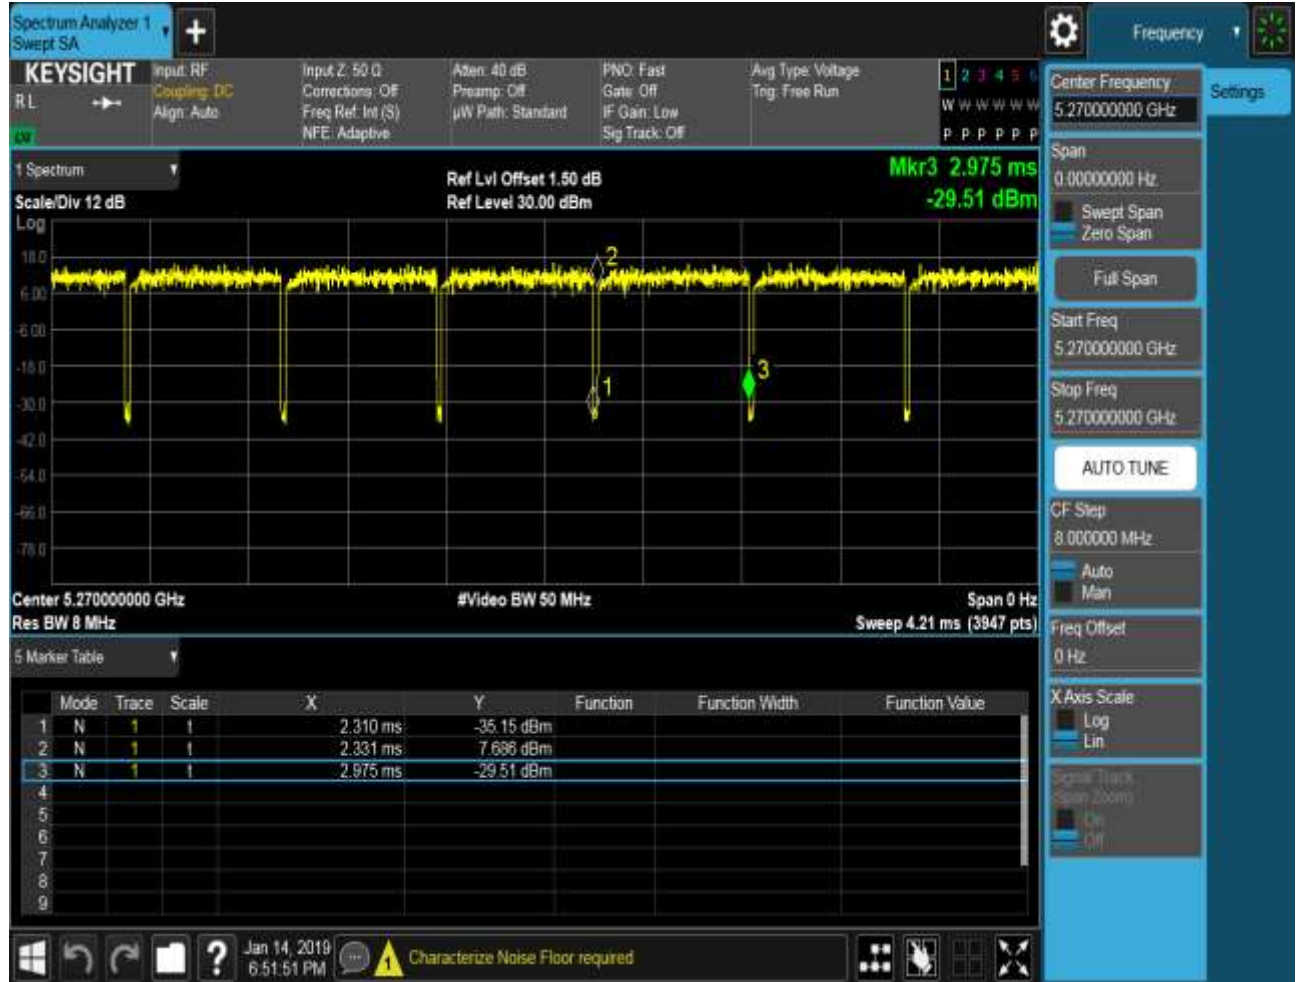 Spectrum Analyzer 1
Swept SA
+
Frequency
KEYSIGHT
RL
Input: RF
Coupling: DC
Align: Auto
Input Z: 50 Ω
Corrections: Off
Freq Ref: Int (S)
NFE: Adaptive
Atten: 40 dB
Preamp: Off
µW Path: Standard
PNO: Fast
Gate: Off
IF Gain: Low
Sig Track: Off
Avg Type: Voltage
Trig: Free Run
1 2 3 4 5 6
W W W W W W
P P P P P P
1 Spectrum
Scale/Div 12 dB
Ref Lvl Offset 1.50 dB
Ref Level 30.00 dBm
Mkr3 2.975 ms
-29.51 dBm
Log
18.0
6.00
-6.00
-18.0
-30.0
-42.0
-54.0
-66.0
-78.0
2
1
3
Center 5.270000000 GHz
#Video BW 50 MHz
Span 0 Hz
Res BW 8 MHz
Sweep 4.21 ms (3947 pts)
5 Marker Table
Mode Trace Scale X Y Function Function Width Function Value
1 N 1 t 2.310 ms -35.15 dBm
2 N 1 t 2.331 ms 7.686 dBm
3 N 1 t 2.975 ms -29.51 dBm
4
5
6
7
8
9
Center Frequency
5.270000000 GHz
Settings
Span
0.00000000 Hz
Swept Span
Zero Span
Full Span
Start Freq
5.270000000 GHz
Stop Freq
5.270000000 GHz
AUTO TUNE
CF Step
8.000000 MHz
Auto
Man
Freq Offset
0 Hz
X Axis Scale
Log
Lin
Signal Track
(Span Zoom)
On
Off
?
Jan 14, 2019
6:51:51 PM
1
Characterize Noise Floor required